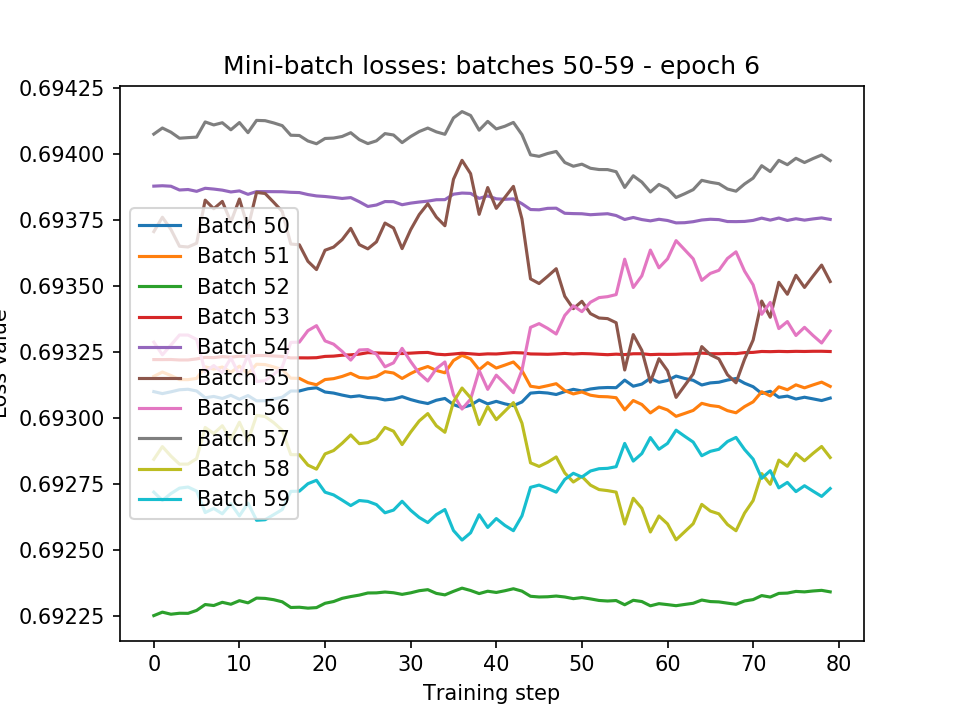 Mini-batch losses: batches 50-59 - epoch 6
0.69425
0.69400
0.69375
0.69350
0.69325
0.69300
0.69275
0.69250
0.69225
Batch 50
Batch 51
Batch 52
Batch 53
Batch 54
Batch 55
Batch 56
Batch 57
Batch 58
Batch 59
0 10 20 30 40 50 60 70 80
Training step